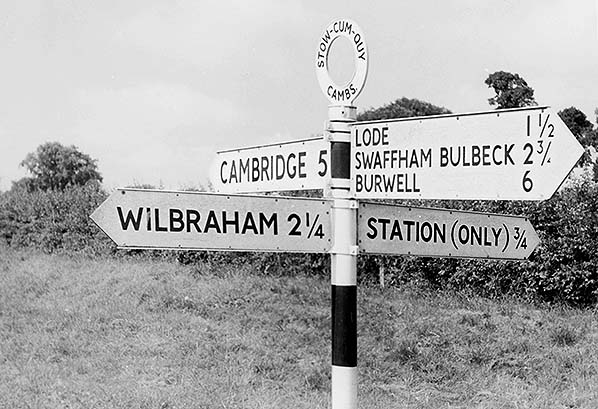 STOW-CUM-QUY
CAMBS.
CAMBRIDGE 5
LODE 1 1/2
SWAFFHAM BULBECK 2 3/4
BURWELL 6
WILBRAHAM 2 1/4
STATION (ONLY) 3/4